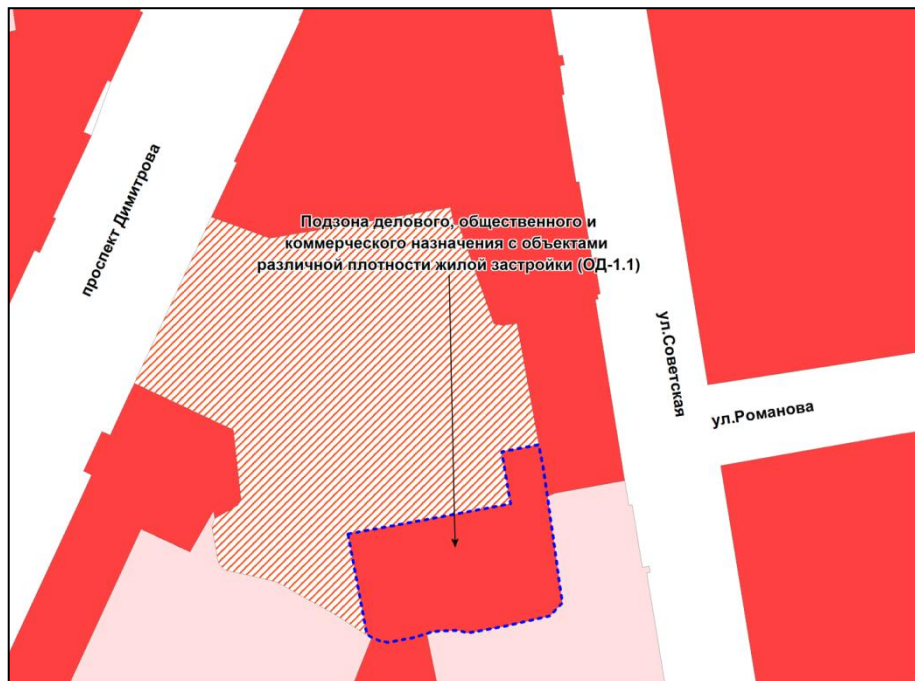 проспект Димитрова
Подзона делового, общественного и
коммерческого назначения с объектами
различной плотности жилой застройки (ОД-1.1)
ул.Советская
ул.Романова